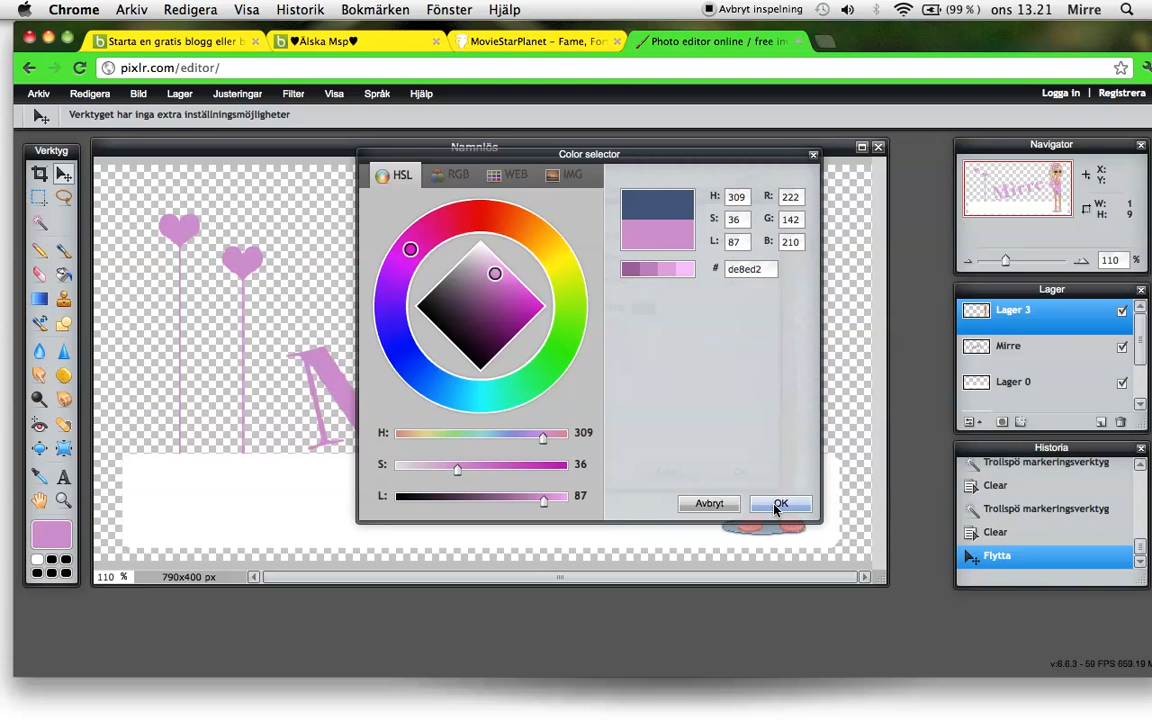 Chrome Arkiv Redigera Visa Historik Bokmärken Fönster Hjälp Avbryt inspelning (99 %) ons 13.21 Mirre
Starta en gratis blogg eller b ♥Älska Msp♥ MovieStarPlanet - Fame, For Photo editor online / free im
pixlr.com/editor/
Arkiv Redigera Bild Lager Justeringar Filter Visa Språk Hjälp Logga in | Registrera
Verktyget har inga extra inställningsmöjligheter
Verktyg
Namnlös
Color selector
HSL RGB WEB IMG
H: 309 R: 222
S: 36 G: 142
L: 87 B: 210
# de8ed2
H: 309
S: 36
L: 87
Avbryt OK
M
110 % 790x400 px
Navigator
Mirre
X:
Y:
W: 1
H: 9
110 %
Lager
Lager 3
Mirre
Lager 0
Historia
Trollspö markeringsverktyg
Clear
Trollspö markeringsverktyg
Clear
Flytta
v:6.6.3 - 59 FPS 659.19 M